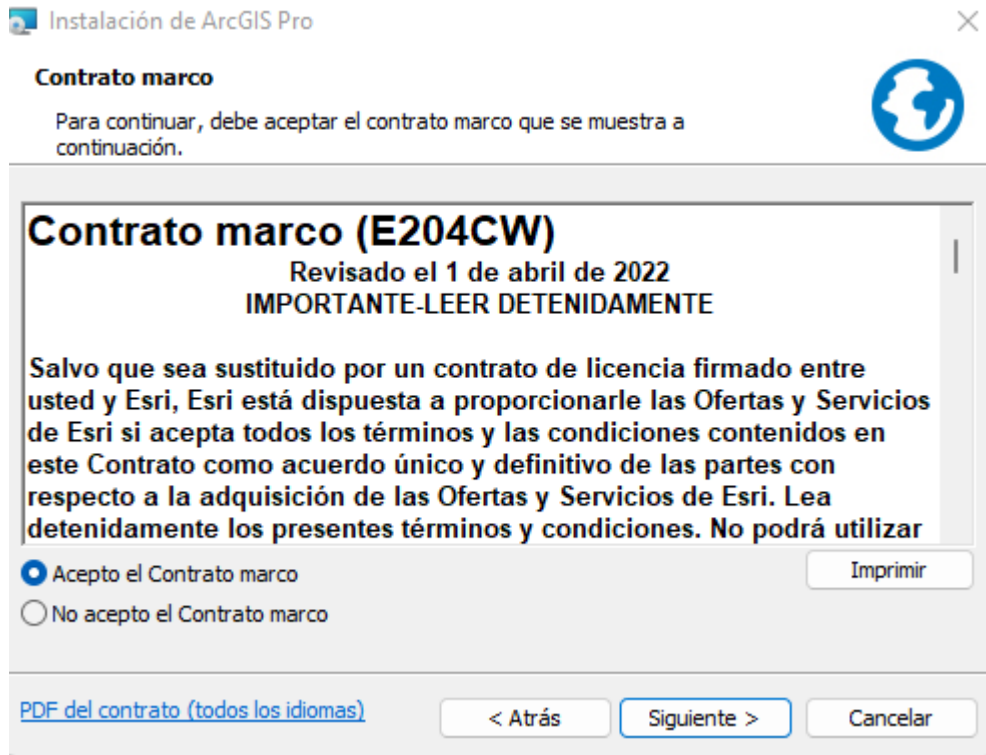 Instalación de ArcGIS Pro
Contrato marco
Para continuar, debe aceptar el contrato marco que se muestra a
continuación.
Contrato marco (E204CW)
Revisado el 1 de abril de 2022
IMPORTANTE-LEER DETENIDAMENTE
Salvo que sea sustituido por un contrato de licencia firmado entre
usted y Esri, Esri está dispuesta a proporcionarle las Ofertas y Servicios
de Esri si acepta todos los términos y las condiciones contenidos en
este Contrato como acuerdo único y definitivo de las partes con
respecto a la adquisición de las Ofertas y Servicios de Esri. Lea
detenidamente los presentes términos y condiciones. No podrá utilizar
Acepto el Contrato marco
Imprimir
No acepto el Contrato marco
PDF del contrato (todos los idiomas)
< Atrás
Siguiente >
Cancelar